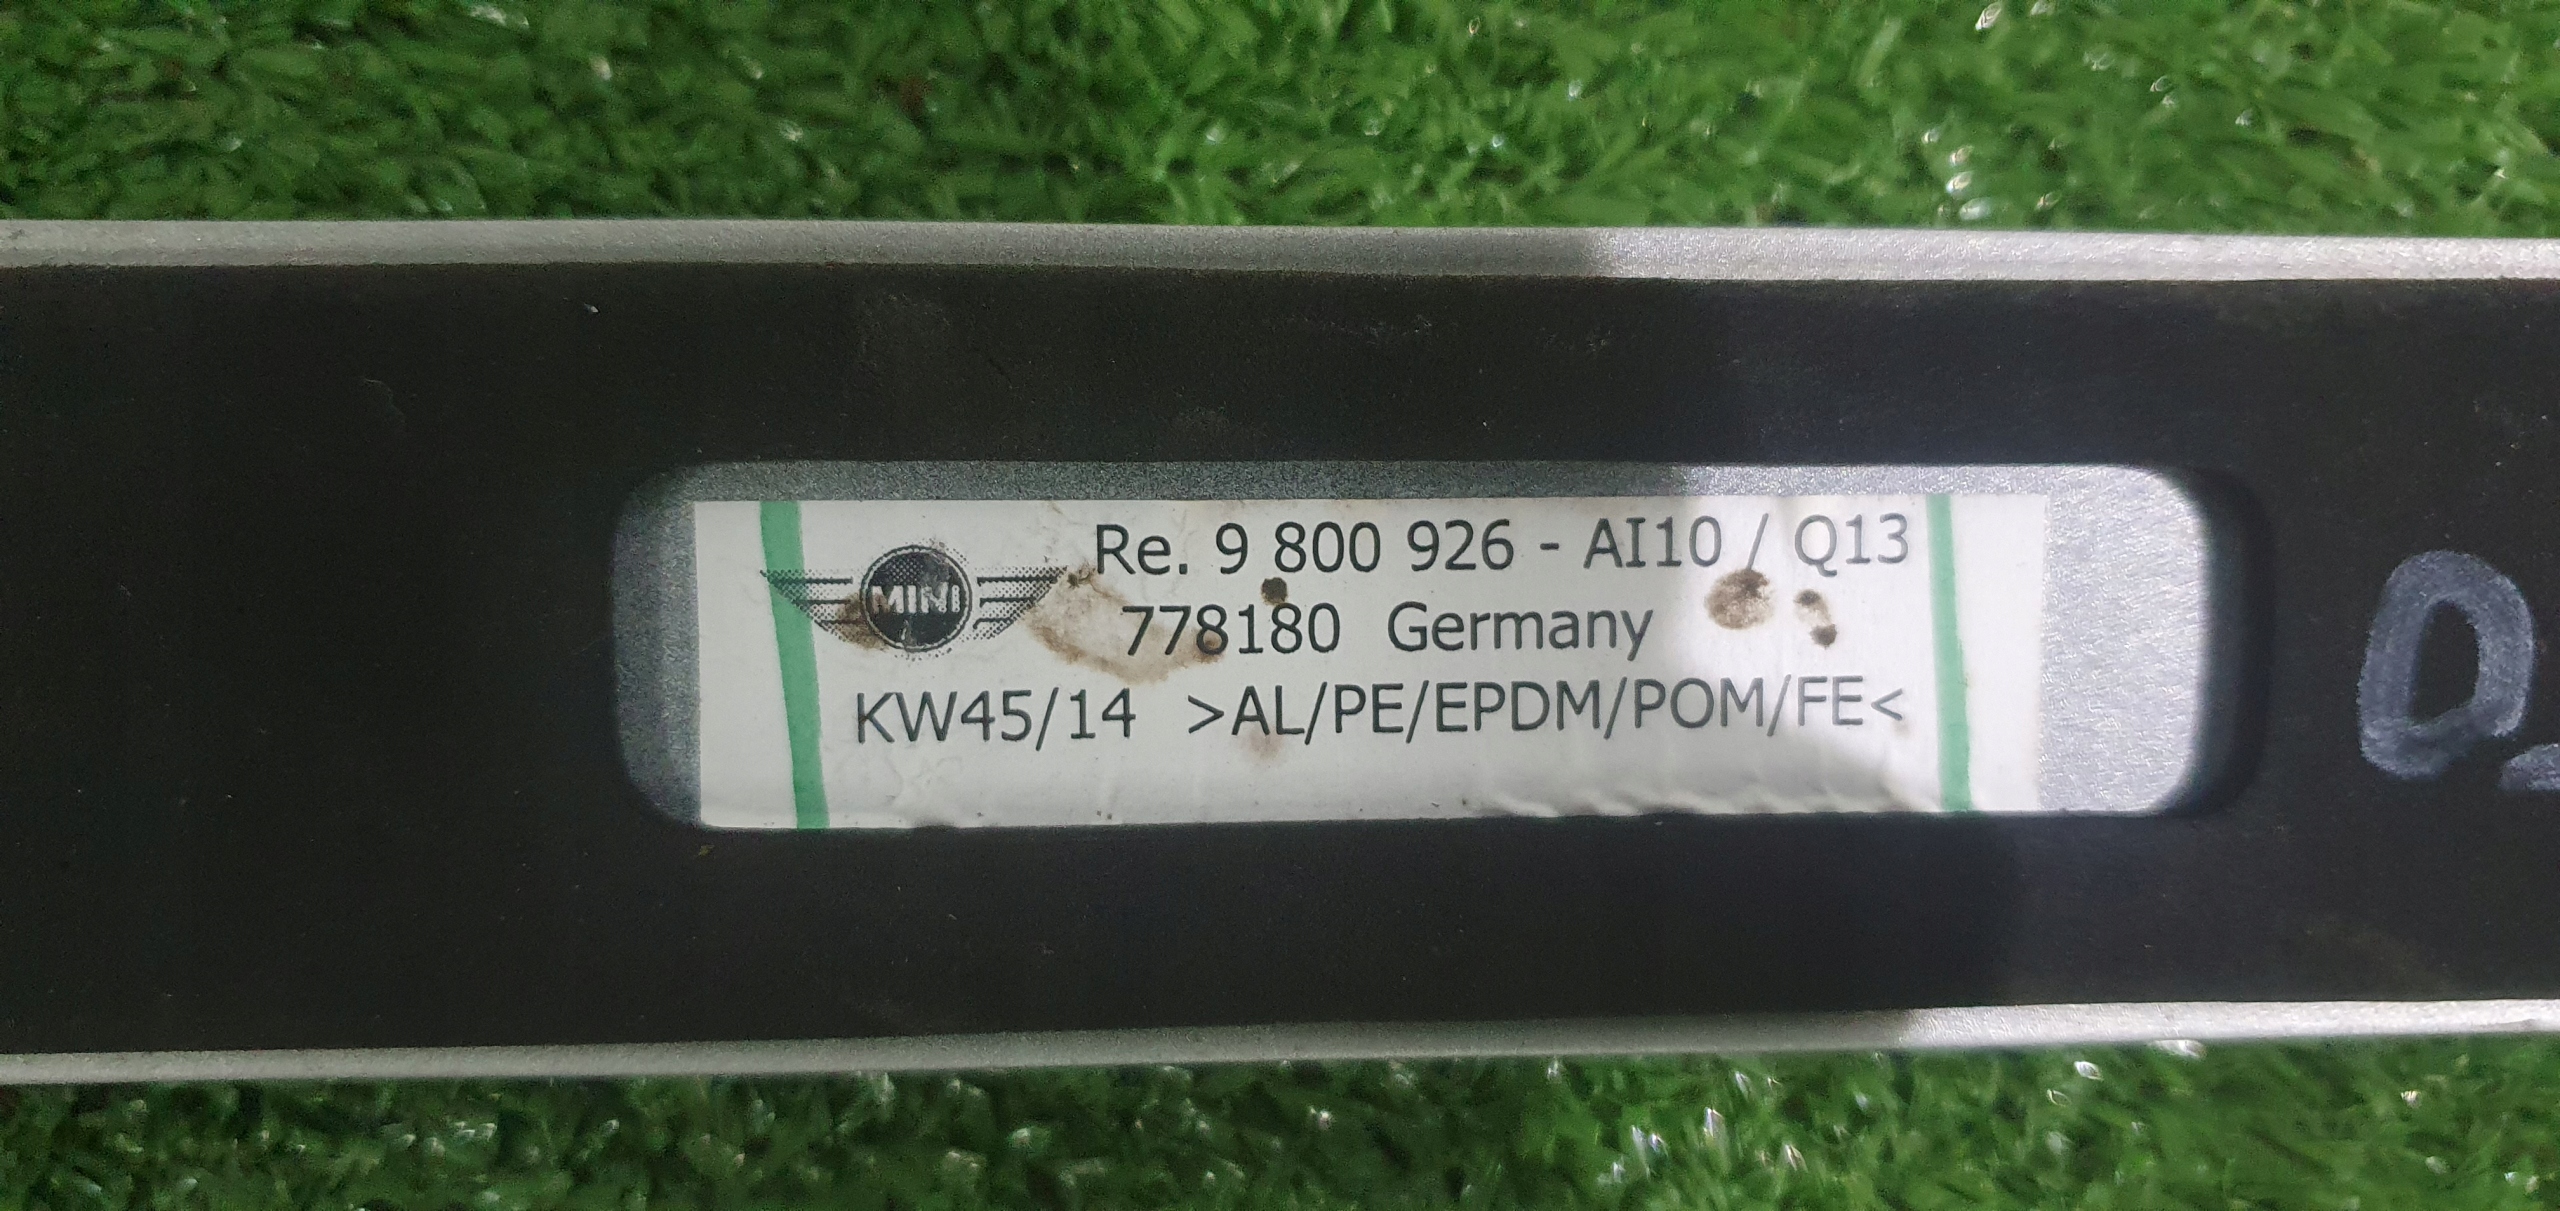 Re. 9 800 926 - AI10 / Q13
MINI
778180 Germany
KW45/14 >AL/PE/EPDM/POM/FE<